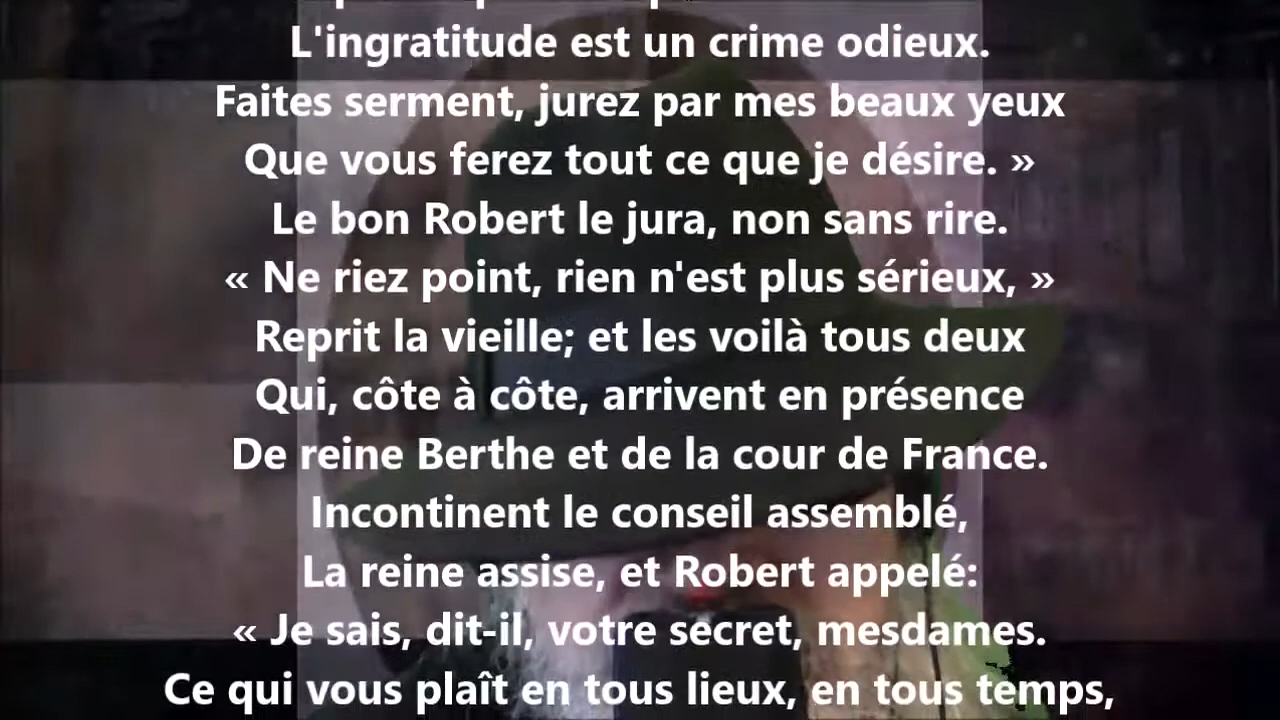 L'ingratitude est un crime odieux.
Faites serment, jurez par mes beaux yeux
Que vous ferez tout ce que je désire. »
Le bon Robert le jura, non sans rire.
« Ne riez point, rien n'est plus sérieux, »
Reprit la vieille; et les voilà tous deux
Qui, côte à côte, arrivent en présence
De reine Berthe et de la cour de France.
Incontinent le conseil assemblé,
La reine assise, et Robert appelé:
« Je sais, dit-il, votre secret, mesdames.
Ce qui vous plaît en tous lieux, en tous temps,